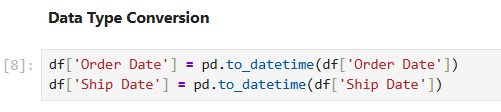 Data Type Conversion
[8]: df['Order Date'] = pd.to_datetime(df['Order Date'])
df['Ship Date'] = pd.to_datetime(df['Ship Date'])